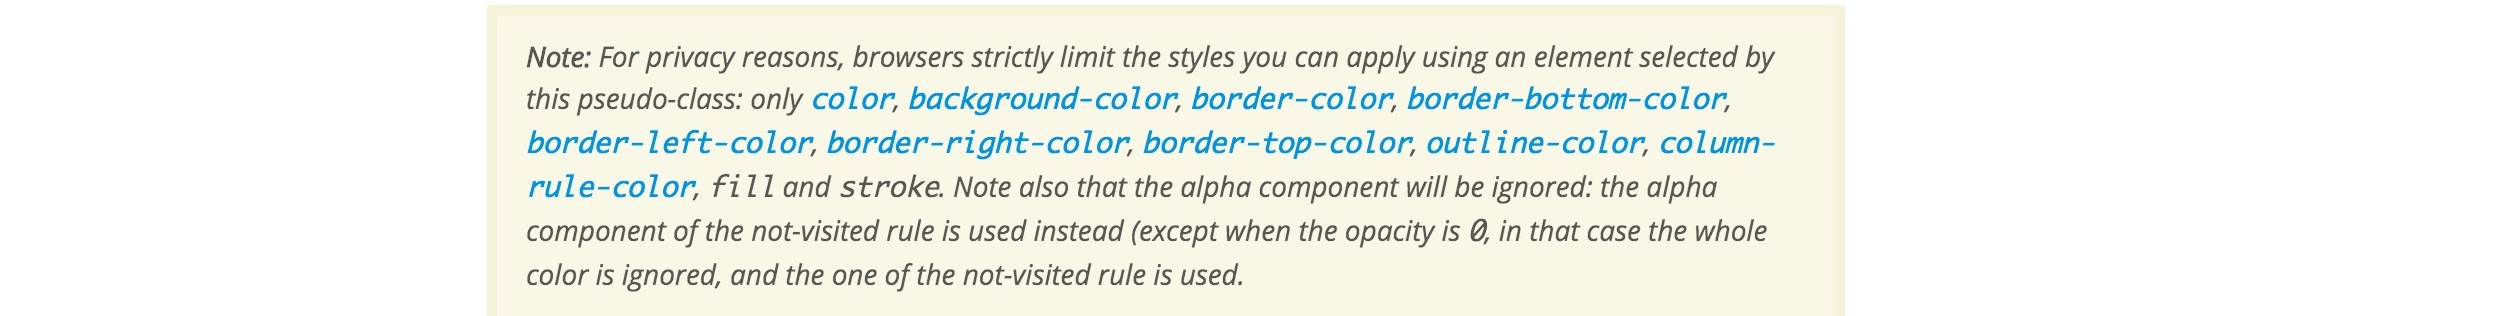 Note: For privacy reasons, browsers strictly limit the styles you can apply using an element selected by
this pseudo-class: only color, background-color, border-color, border-bottom-color,
border-left-color, border-right-color, border-top-color, outline-color, column-
rule-color, fill and stroke. Note also that the alpha component will be ignored: the alpha
component of the not-visited rule is used instead (except when the opacity is 0, in that case the whole
color is ignored, and the one of the not-visited rule is used.